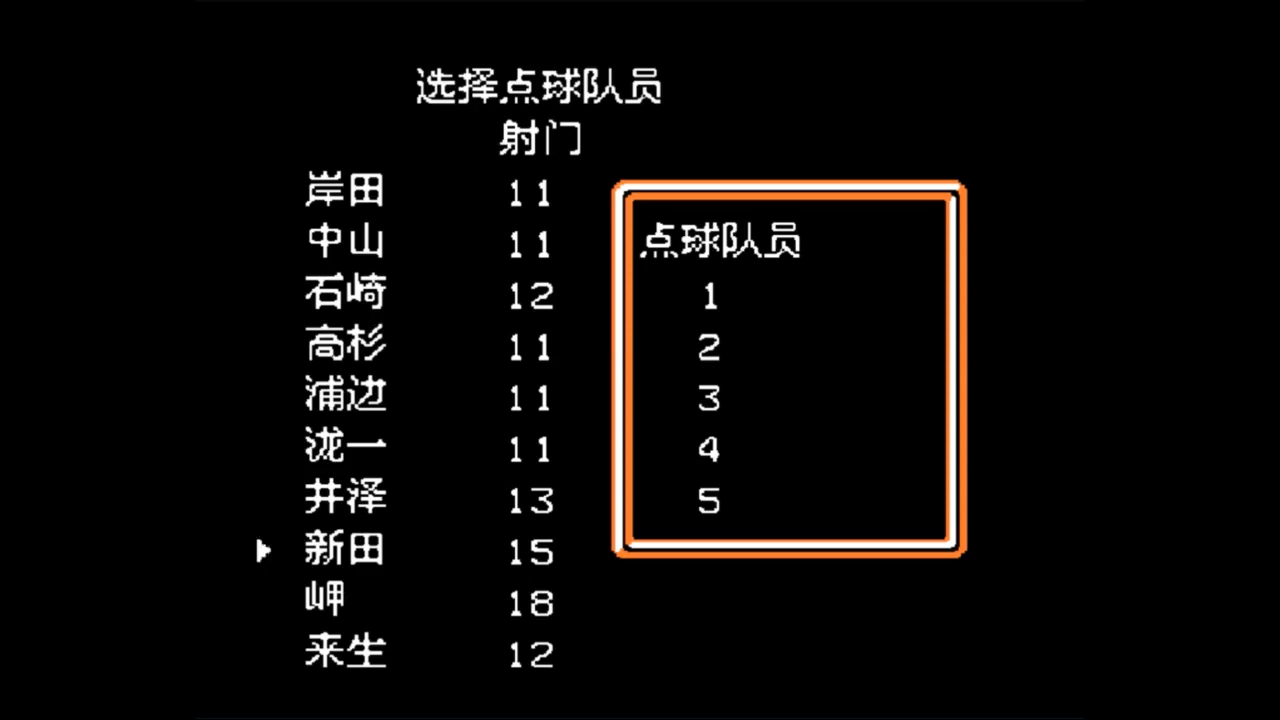 选择点球队员
射门
岸田 11
中山 11
石崎 12
高杉 11
浦边 11
泷一 11
井泽 13
新田 15
岬 18
来生 12
点球队员
1
2
3
4
5